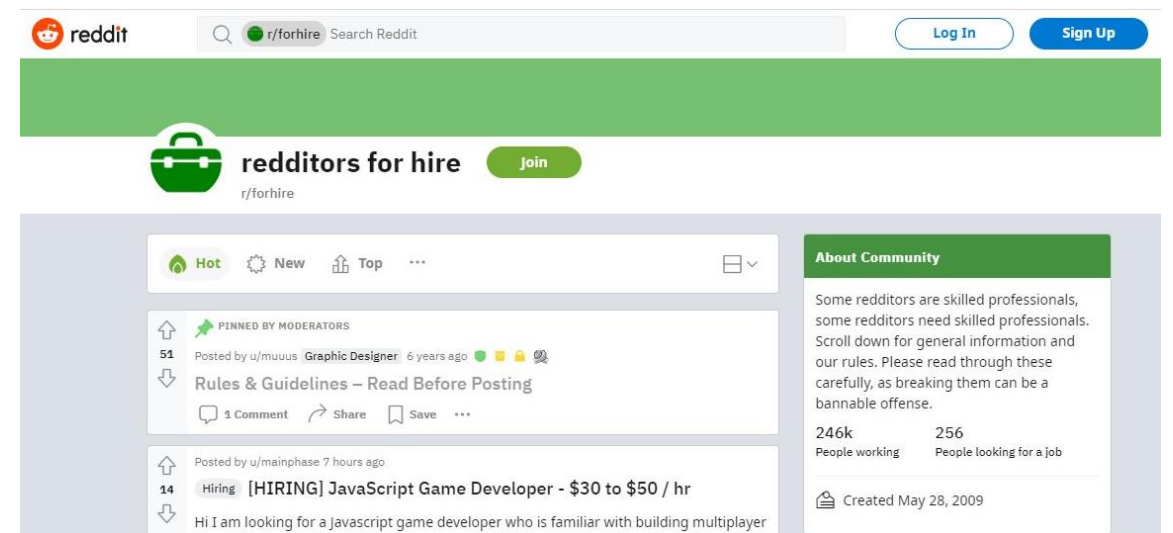 reddit
r/forhire Search Reddit
Log In
Sign Up
redditors for hire
Join
r/forhire
Hot
New
Top
...
PINNED BY MODERATORS
51
Posted by u/muuus Graphic Designer 6 years ago
Rules & Guidelines – Read Before Posting
1 Comment
Share
Save
...
Posted by u/mainphase 7 hours ago
14
Hiring [HIRING] JavaScript Game Developer - $30 to $50 / hr
Hi I am looking for a Javascript game developer who is familiar with building multiplayer
About Community
Some redditors are skilled professionals,
some redditors need skilled professionals.
Scroll down for general information and
our rules. Please read through these
carefully, as breaking them can be a
bannable offense.
246k
People working
256
People looking for a job
Created May 28, 2009